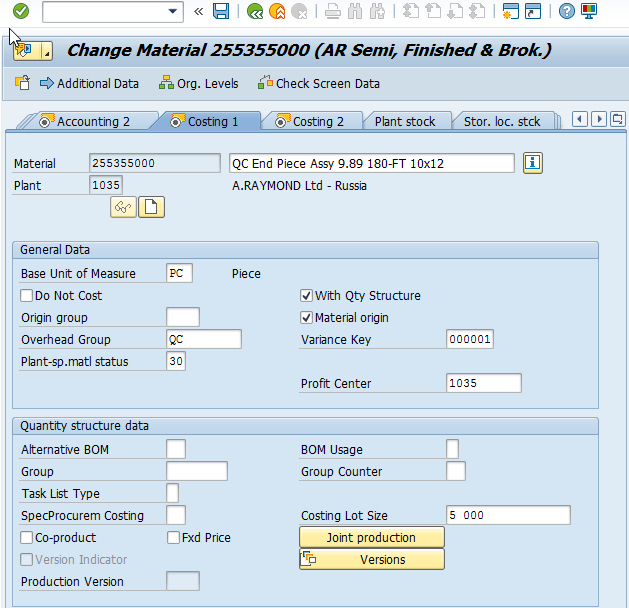 Change Material 255355000 (AR Semi, Finished & Brok.)
Additional Data Org. Levels Check Screen Data
Accounting 2 Costing 1 Costing 2 Plant stock Stor. loc. stck
Material 255355000 QC End Piece Assy 9.89 180-FT 10x12
Plant 1035 A.RAYMOND Ltd - Russia
General Data
Base Unit of Measure PC Piece
Do Not Cost With Qty Structure
Origin group Material origin
Overhead Group QC Variance Key 000001
Plant-sp.matl status 30
Profit Center 1035
Quantity structure data
Alternative BOM BOM Usage
Group Group Counter
Task List Type
SpecProcurem Costing Costing Lot Size 5 000
Co-product Fxd Price Joint production
Version Indicator Versions
Production Version